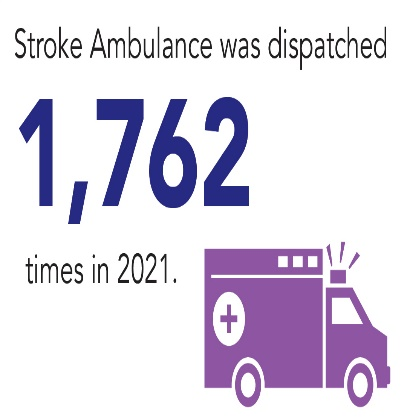 Stroke Ambulance was dispatched
1,762
times in 2021.